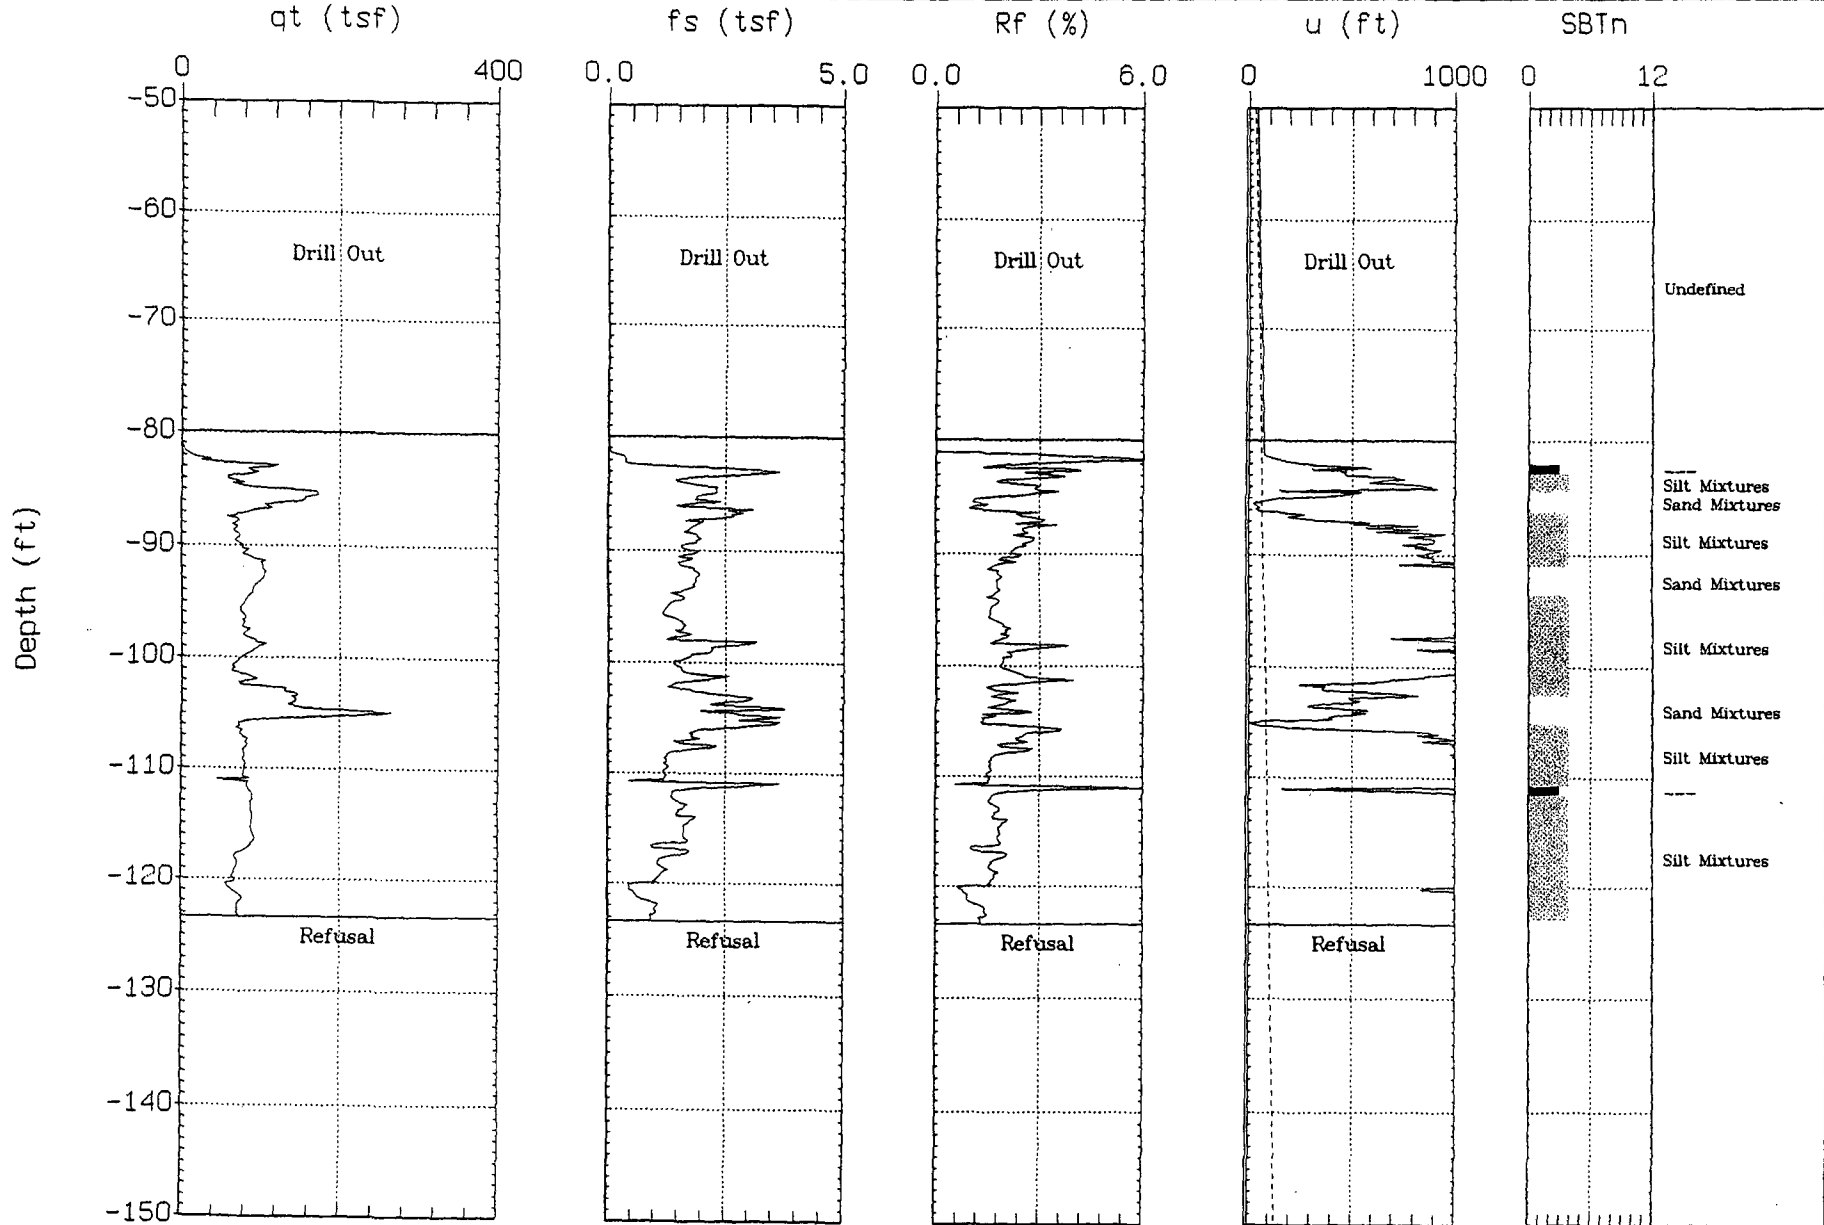 qt (tsf)
fs (tsf)
Rf (%)
u (ft)
SBTn
0 400
0.0 5.0
0.0 6.0
0 1000
0 12
Depth (ft)
-50
-60
-70
-80
-90
-100
-110
-120
-130
-140
-150
Drill Out
Drill Out
Drill Out
Drill Out
Undefined
---
Silt Mixtures
Sand Mixtures
Silt Mixtures
Sand Mixtures
Silt Mixtures
Sand Mixtures
Silt Mixtures
---
Silt Mixtures
Refusal
Refusal
Refusal
Refusal